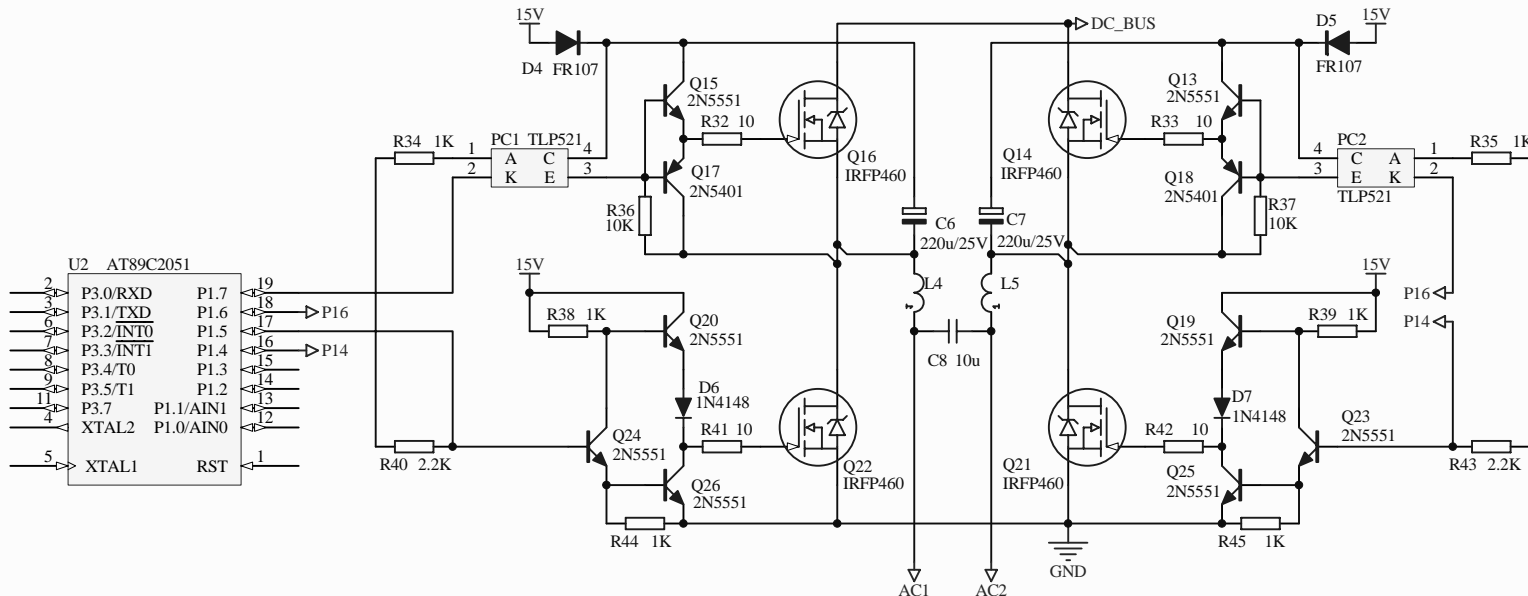 15V
D4 FR107
DC_BUS
D5
15V
FR107
Q15
2N5551
R32 10
Q16
IRFP460
Q14
IRFP460
R33 10
Q13
2N5551
R34 1K
PC1 TLP521
1 A C 4
2 K E 3
Q17
2N5401
R36
10K
C6
220u/25V
C7
220u/25V
Q18
2N5401
R37
10K
PC2
4 C A 1
3 E K 2
TLP521
R35 1K
U2 AT89C2051
2 P3.0/RXD P1.7 19
3 P3.1/TXD P1.6 18 P16
6 P3.2/INT0 P1.5 17
7 P3.3/INT1 P1.4 16 P14
8 P3.4/T0 P1.3 15
9 P3.5/T1 P1.2 14
11 P3.7 P1.1/AIN1 13
4 XTAL2 P1.0/AIN0 12
5 XTAL1 RST 1
15V
R38 1K
Q20
2N5551
L4
L5
C8 10u
Q19
2N5551
15V
R39 1K
P16
P14
D6
1N4148
D7
1N4148
R40 2.2K
Q24
2N5551
R41 10
Q22
IRFP460
Q21
IRFP460
R42 10
Q23
2N5551
R43 2.2K
Q26
2N5551
Q25
2N5551
R44 1K
R45 1K
GND
AC1
AC2